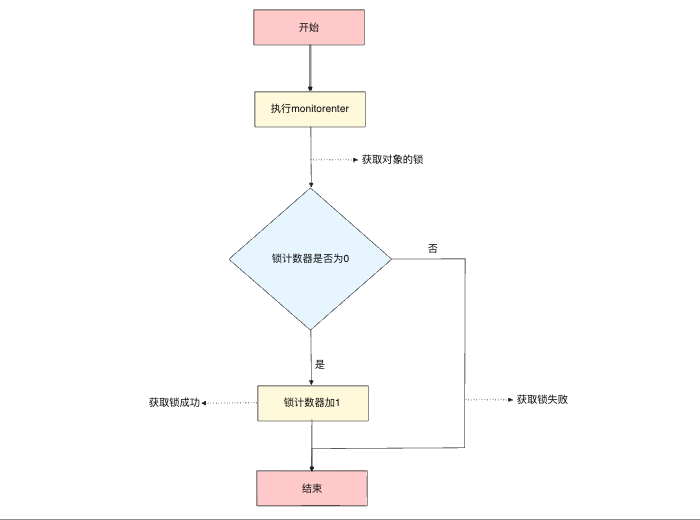 开始
执行monitorenter
获取对象的锁
锁计数器是否为0
否
是
获取锁成功
锁计数器加1
获取锁失败
结束